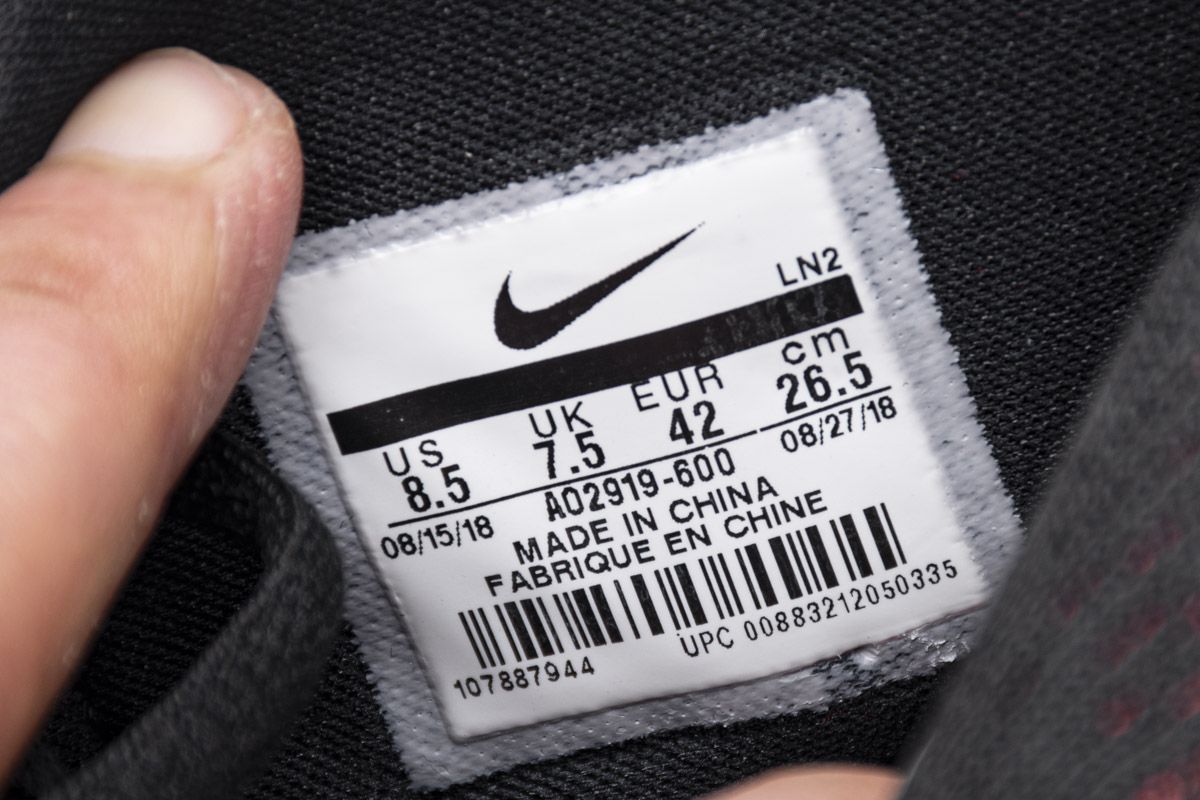 LN2
US UK EUR cm
8.5 7.5 42 26.5
08/15/18 AO2919-600 08/27/18
MADE IN CHINA
FABRIQUE EN CHINE
107887944 UPC 00883212050335